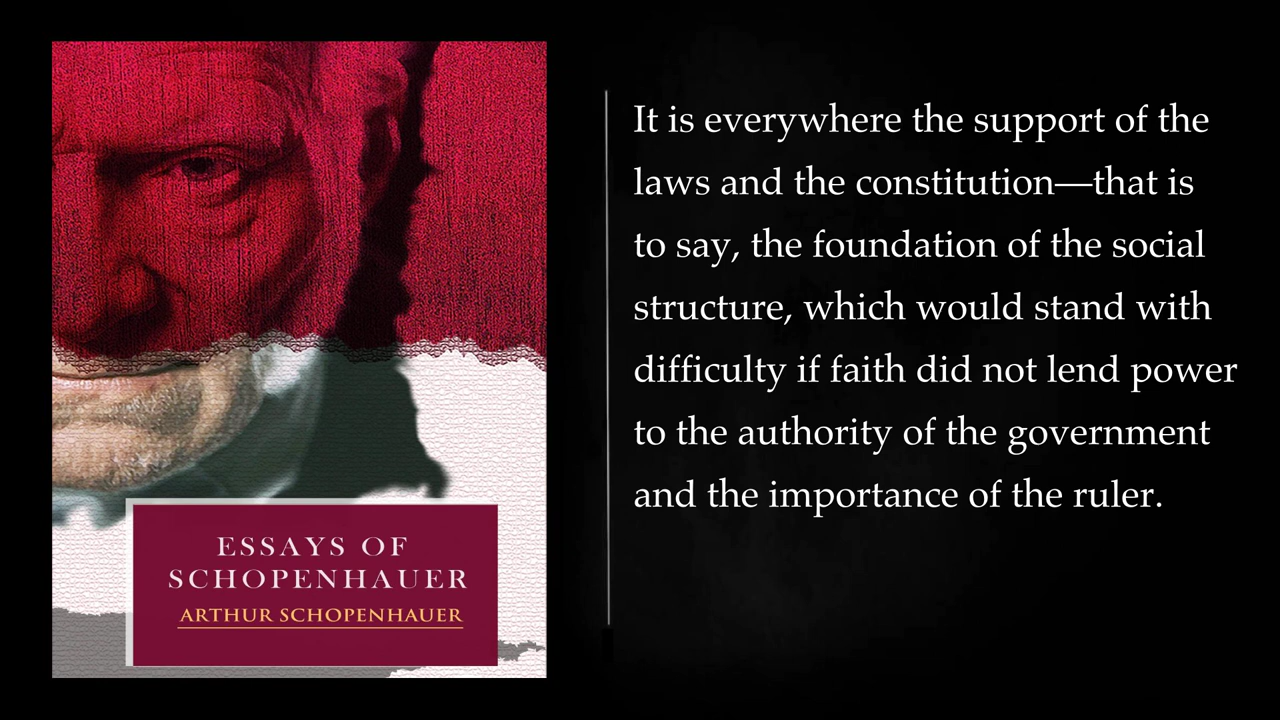 ESSAYS OF
SCHOPENHAUER
ARTHUR SCHOPENHAUER
It is everywhere the support of the
laws and the constitution—that is
to say, the foundation of the social
structure, which would stand with
difficulty if faith did not lend power
to the authority of the government
and the importance of the ruler.